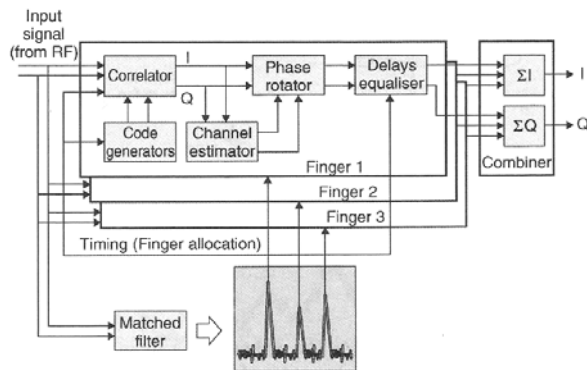 Input
signal
(from RF)
Correlator
I
Q
Phase
rotator
Delays
equaliser
ΣI
I
Code
generators
Channel
estimator
ΣQ
Q
Combiner
Finger 1
Finger 2
Finger 3
Timing (Finger allocation)
Matched
filter